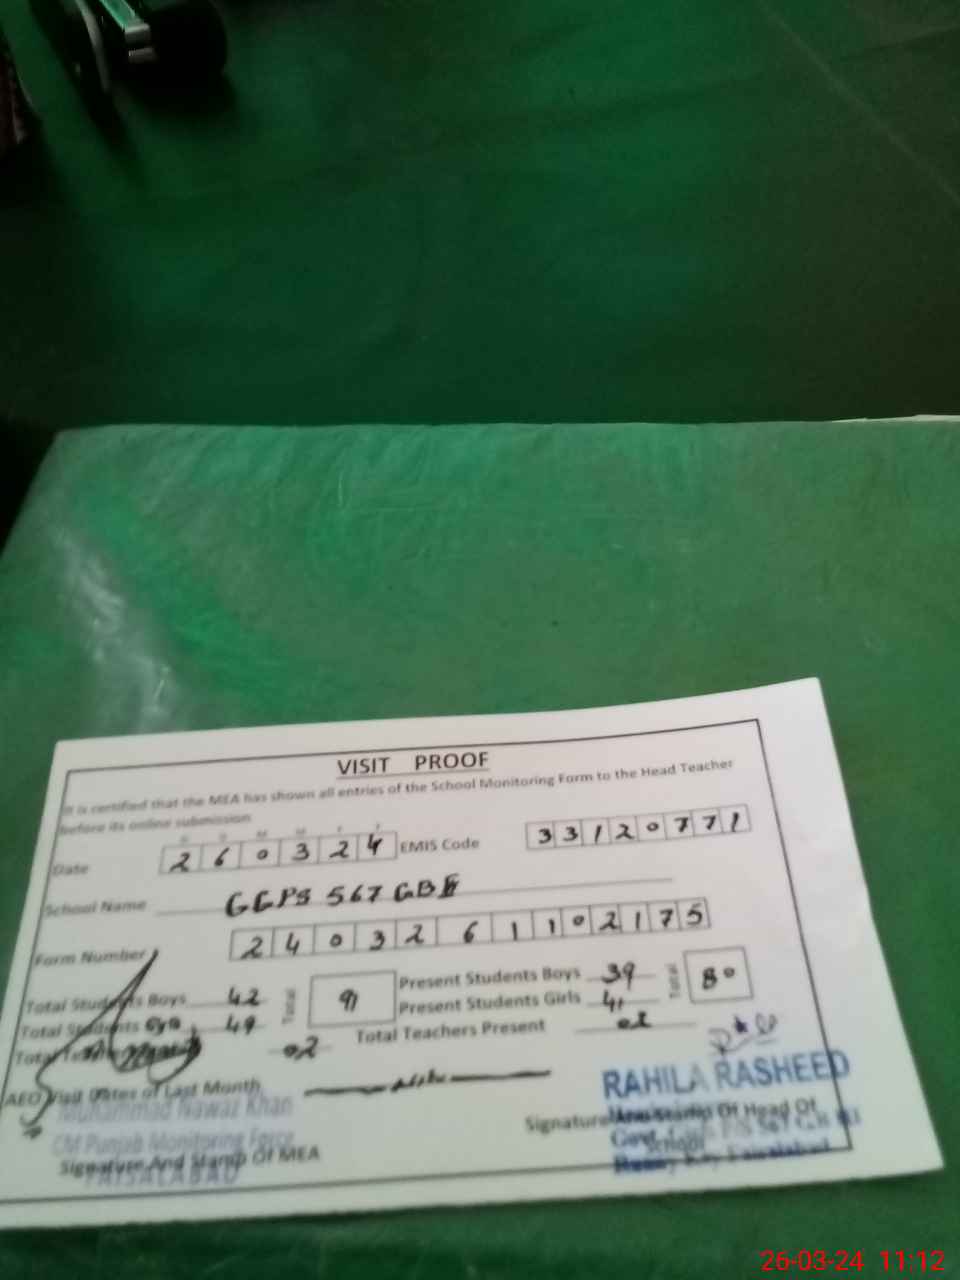 VISIT PROOF
It is certified that the MEA has shown all entries of the School Monitoring Form to the Head Teacher
before its online submission
D D M M Y Y
Date 2 6 0 3 2 4 EMIS Code 3 3 1 2 0 7 7 1
School Name GGPS 567 GB
Form Number 2 4 0 3 2 6 1 1 0 2 1 7 5
Total Students Boys 42 Total 91 Present Students Boys 39 Total 80
Total Students 49 Present Students Girls 41
Total 02 Total Teachers Present 02
AEO Visit Dates of Last Month
RAHILA RASHEED
Muhammad Nawaz Khan
Signature And Stamp Of Head Of
School
CM Punjab Monitoring Force
Signature And Stamp Of MEA
FAISALABAD
26-03-24 11:12